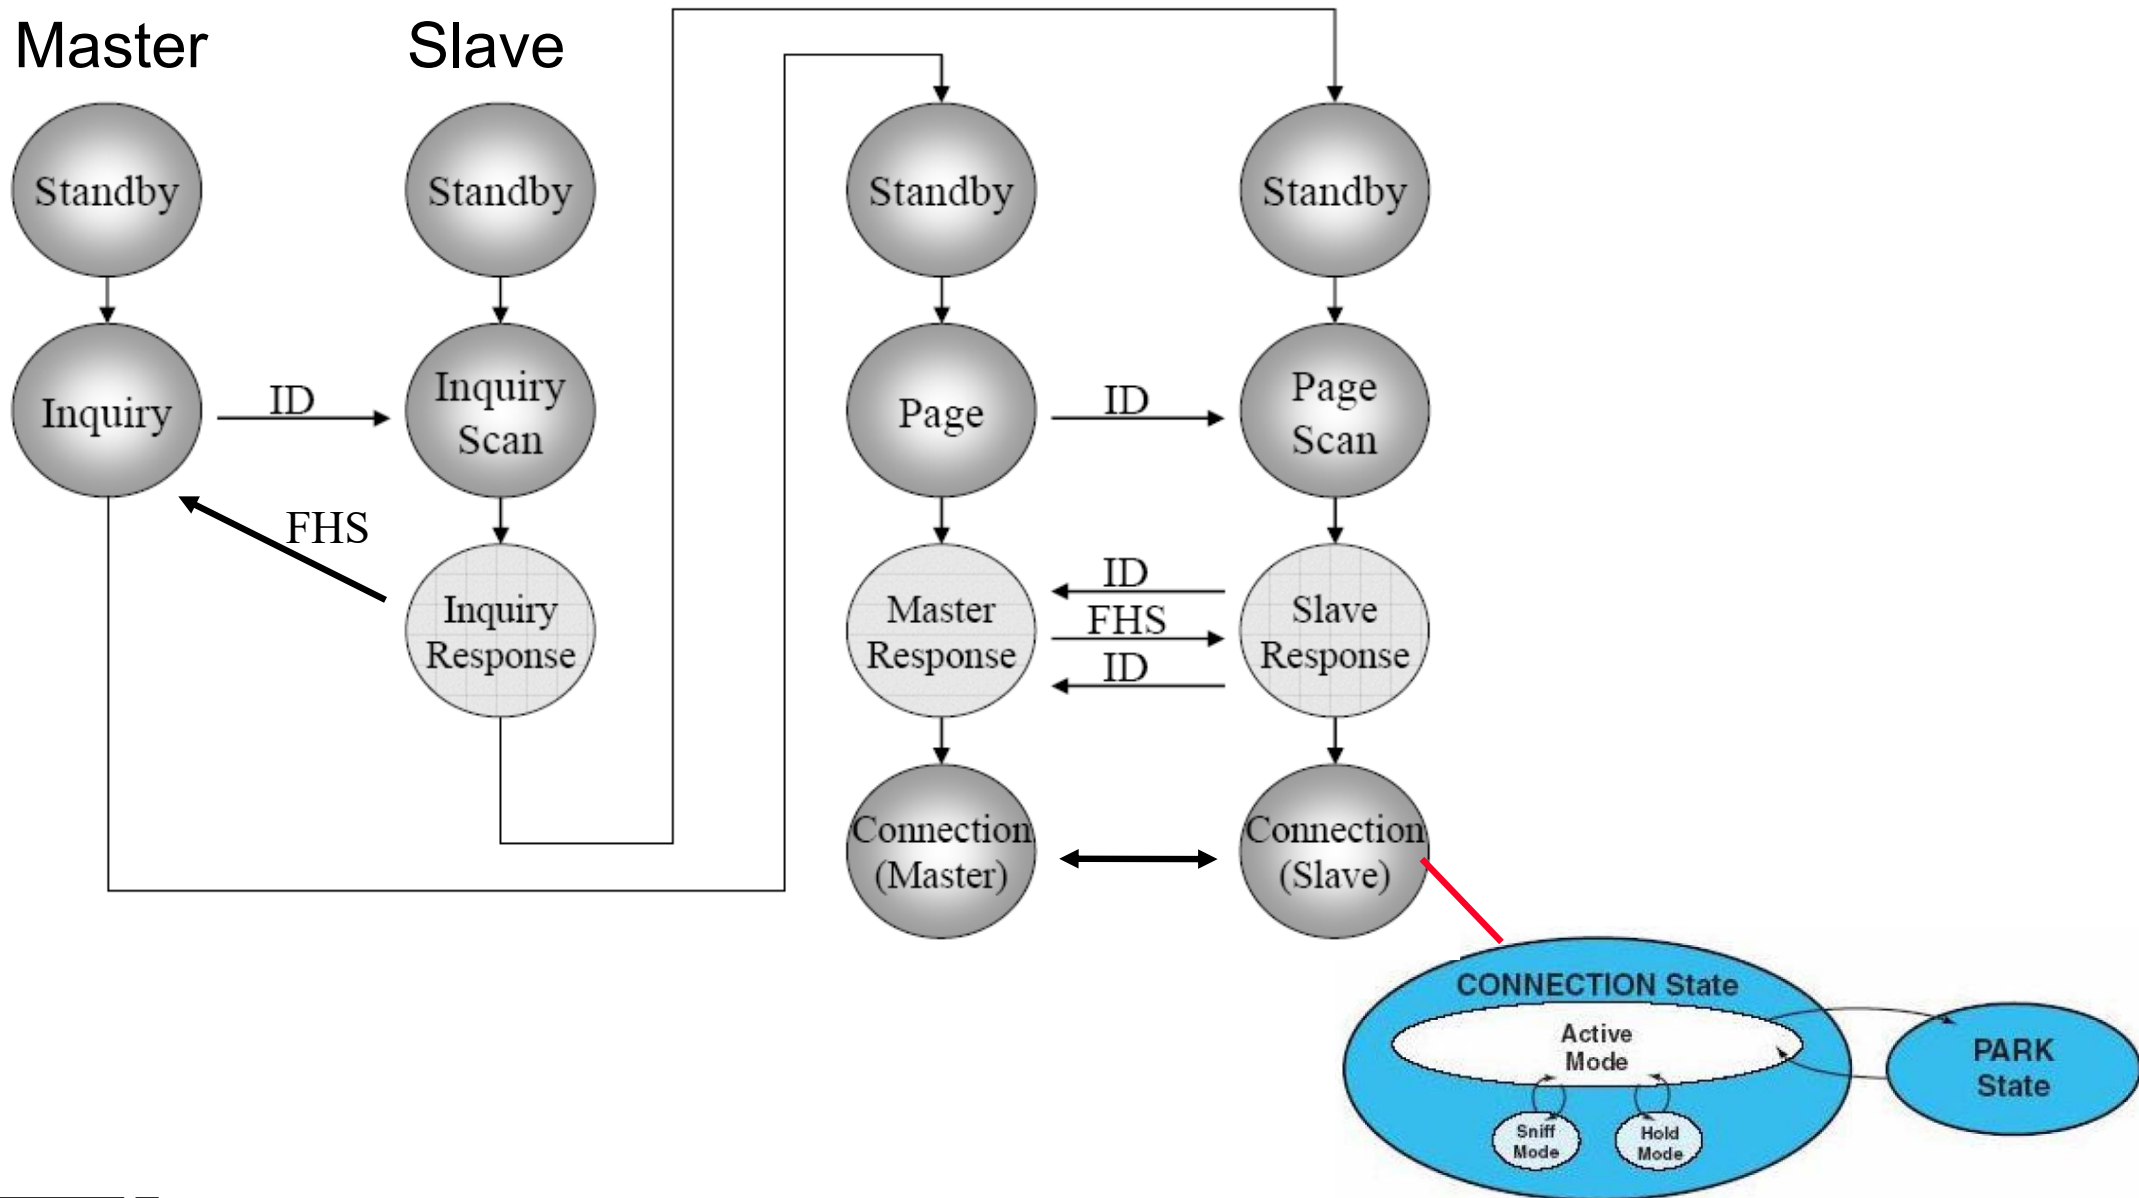 Master
Slave
Standby
Standby
Standby
Standby
Inquiry
ID
Inquiry
Scan
Page
ID
Page
Scan
FHS
Inquiry
Response
Master
Response
ID
FHS
ID
Slave
Response
Connection
(Master)
Connection
(Slave)
CONNECTION State
Active
Mode
PARK
State
Sniff
Mode
Hold
Mode